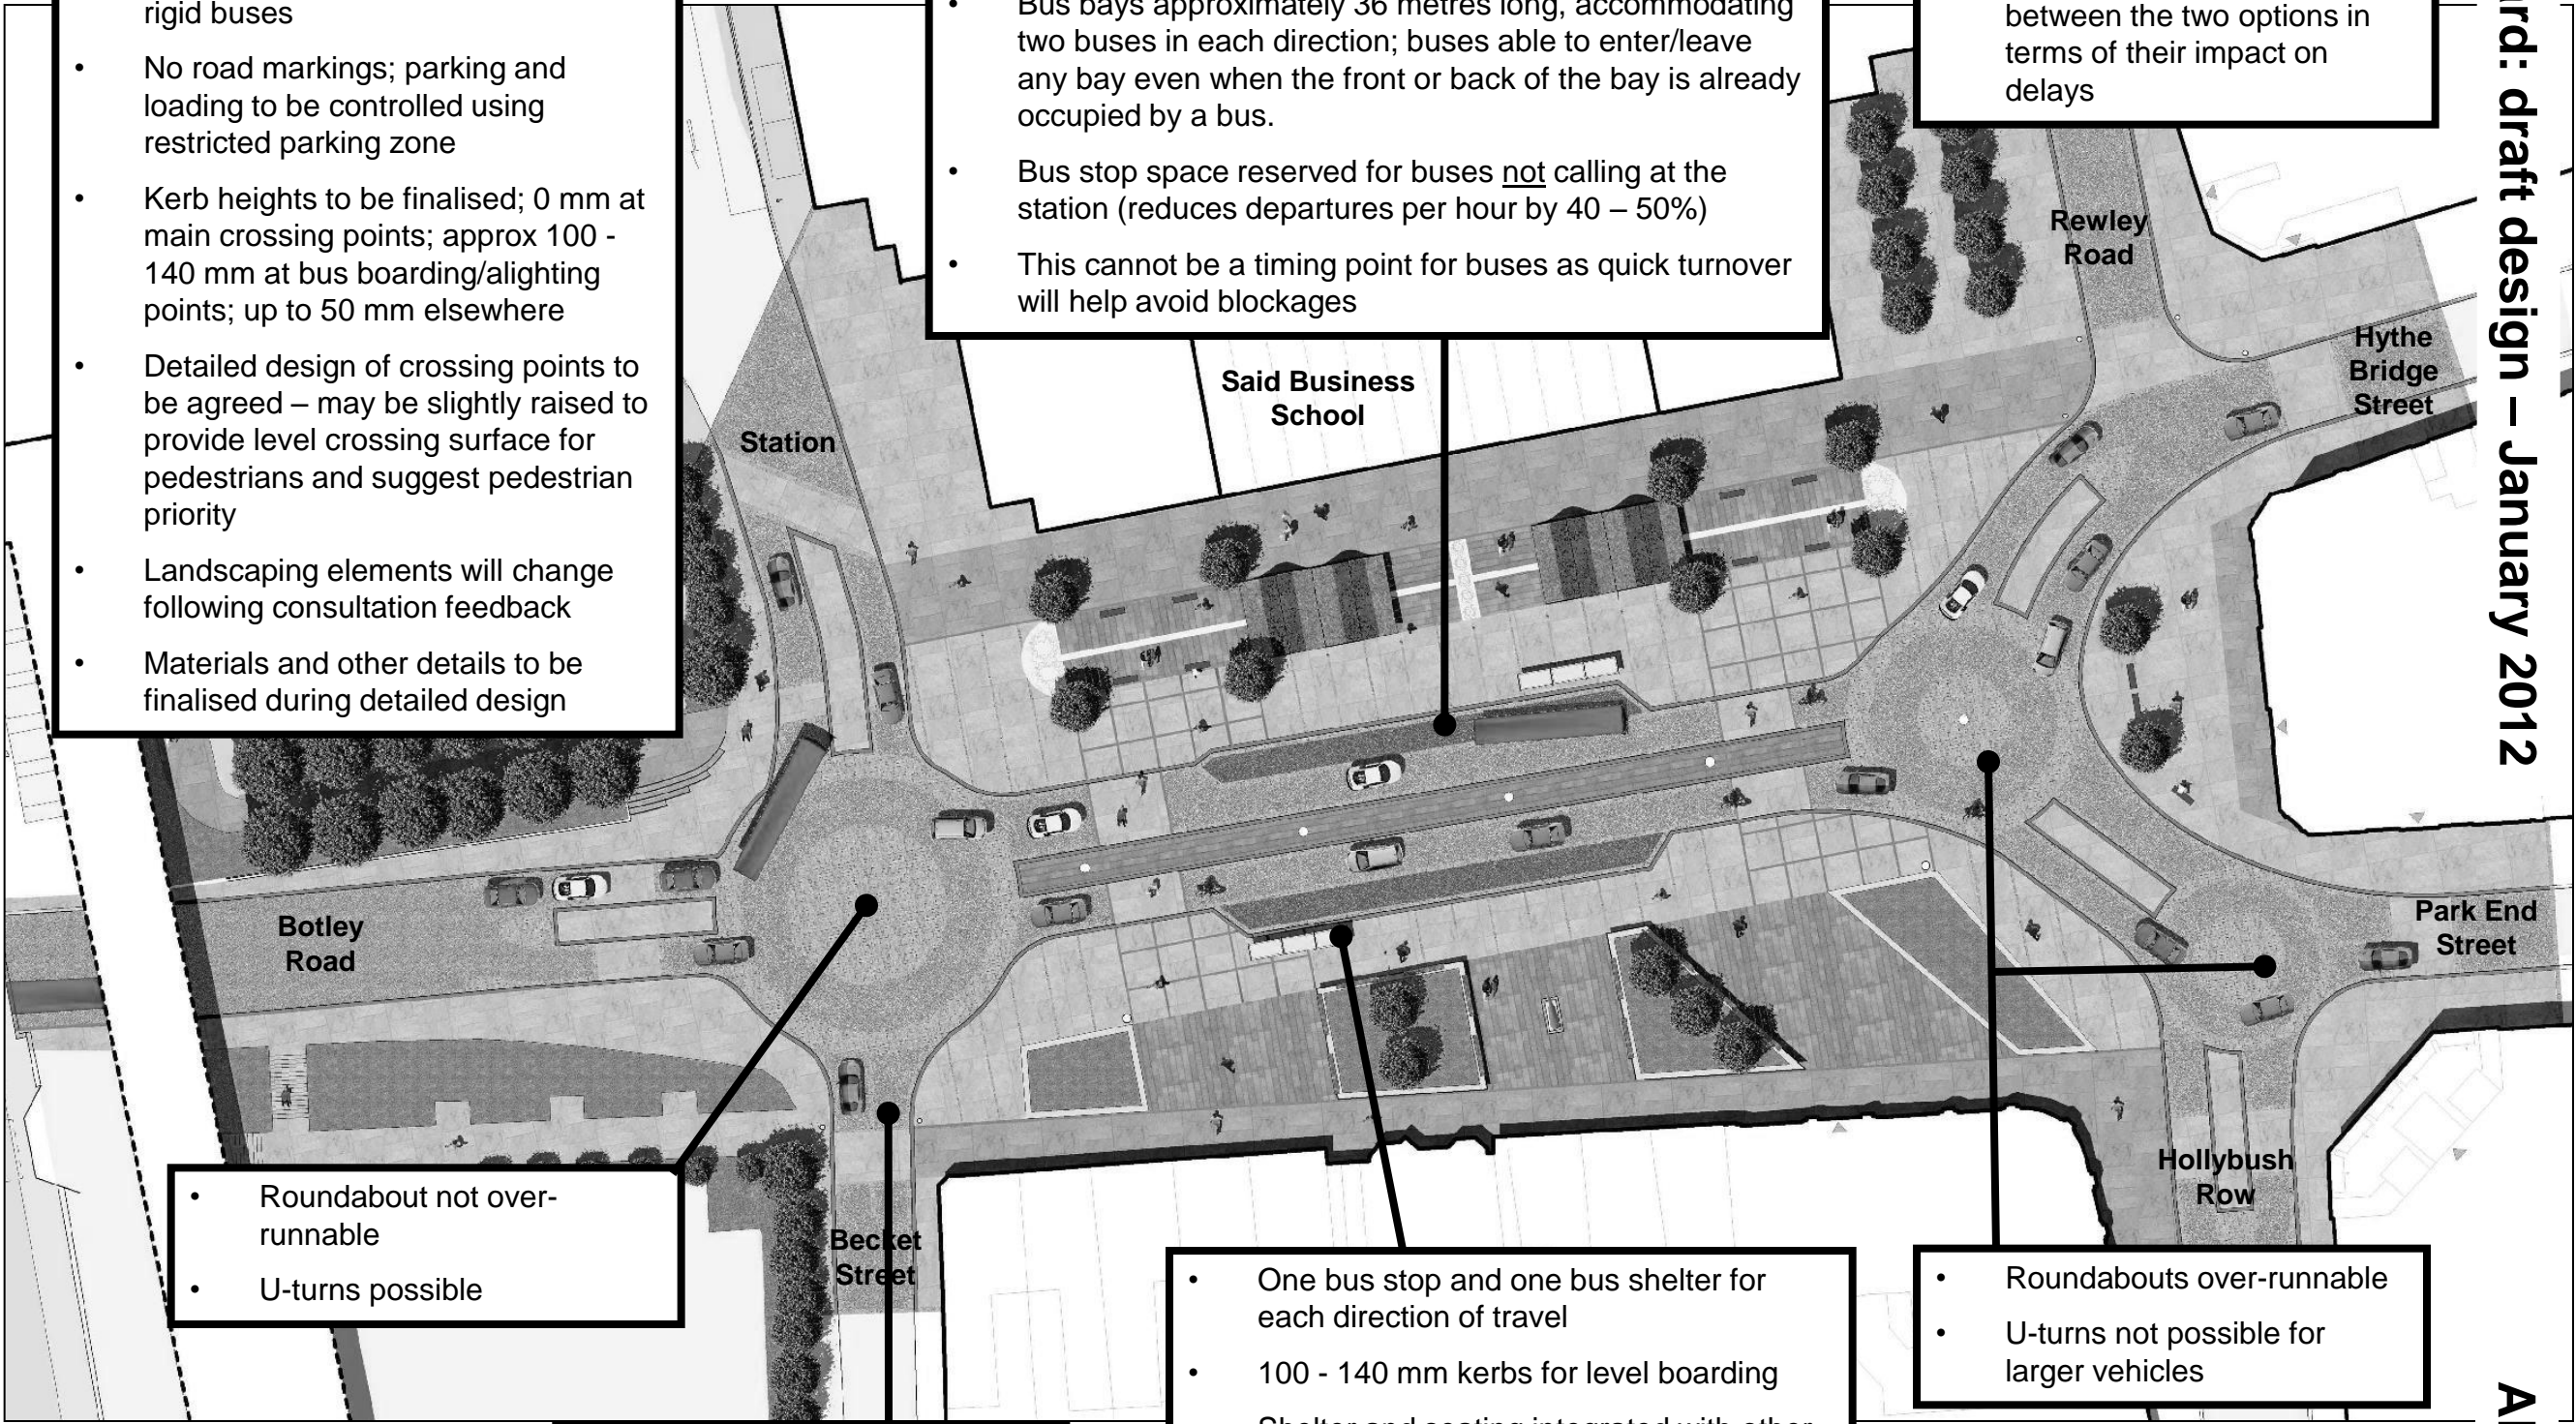 rigid buses
• No road markings; parking and
loading to be controlled using
restricted parking zone
• Kerb heights to be finalised; 0 mm at
main crossing points; approx 100 -
140 mm at bus boarding/alighting
points; up to 50 mm elsewhere
• Detailed design of crossing points to
be agreed – may be slightly raised to
provide level crossing surface for
pedestrians and suggest pedestrian
priority
• Landscaping elements will change
following consultation feedback
• Materials and other details to be
finalised during detailed design
• Bus bays approximately 36 metres long, accommodating
two buses in each direction; buses able to enter/leave
any bay even when the front or back of the bay is already
occupied by a bus.
• Bus stop space reserved for buses not calling at the
station (reduces departures per hour by 40 – 50%)
• This cannot be a timing point for buses as quick turnover
will help avoid blockages
between the two options in
terms of their impact on
delays
ard: draft design – January 2012
Rewley
Road
Hythe
Bridge
Street
Said Business
School
Station
Botley
Road
Park End
Street
Hollybush
Row
Becket
Street
• Roundabout not over-
runnable
• U-turns possible
• One bus stop and one bus shelter for
each direction of travel
• 100 - 140 mm kerbs for level boarding
Shelter and seating integrated with other
• Roundabouts over-runnable
• U-turns not possible for
larger vehicles
A